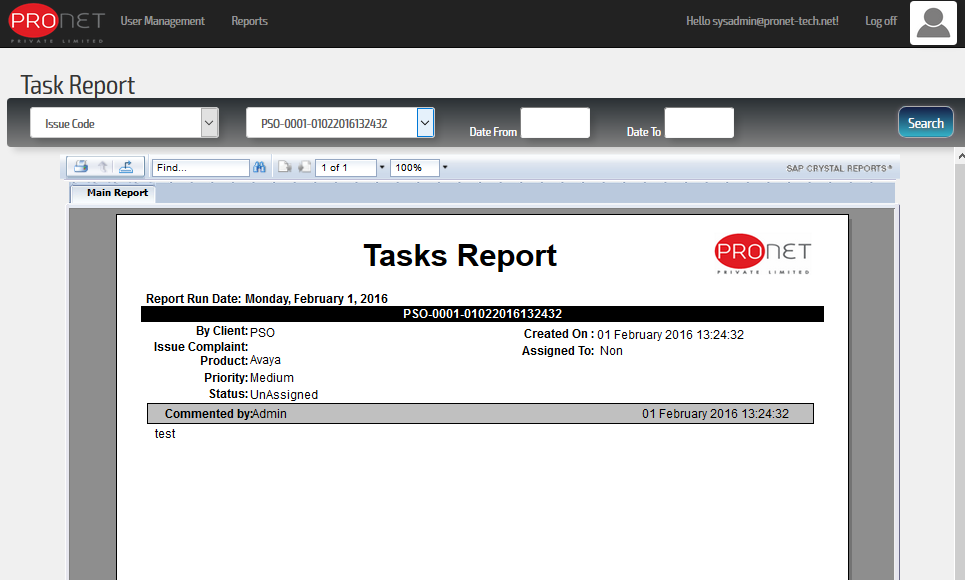 PRONET User Management Reports Hello sysadmin@pronet-tech.net! Log off
PRIVATE LIMITED
Task Report
Issue Code PSO-0001-01022016132432 Date From Date To Search
Find... 1 of 1 100% SAP CRYSTAL REPORTS®
Main Report
Tasks Report
PRONET
PRIVATE LIMITED
Report Run Date: Monday, February 1, 2016
PSO-0001-01022016132432
By Client: PSO Created On : 01 February 2016 13:24:32
Issue Complaint:
Assigned To: Non
Product: Avaya
Priority: Medium
Status: UnAssigned
Commented by: Admin 01 February 2016 13:24:32
test